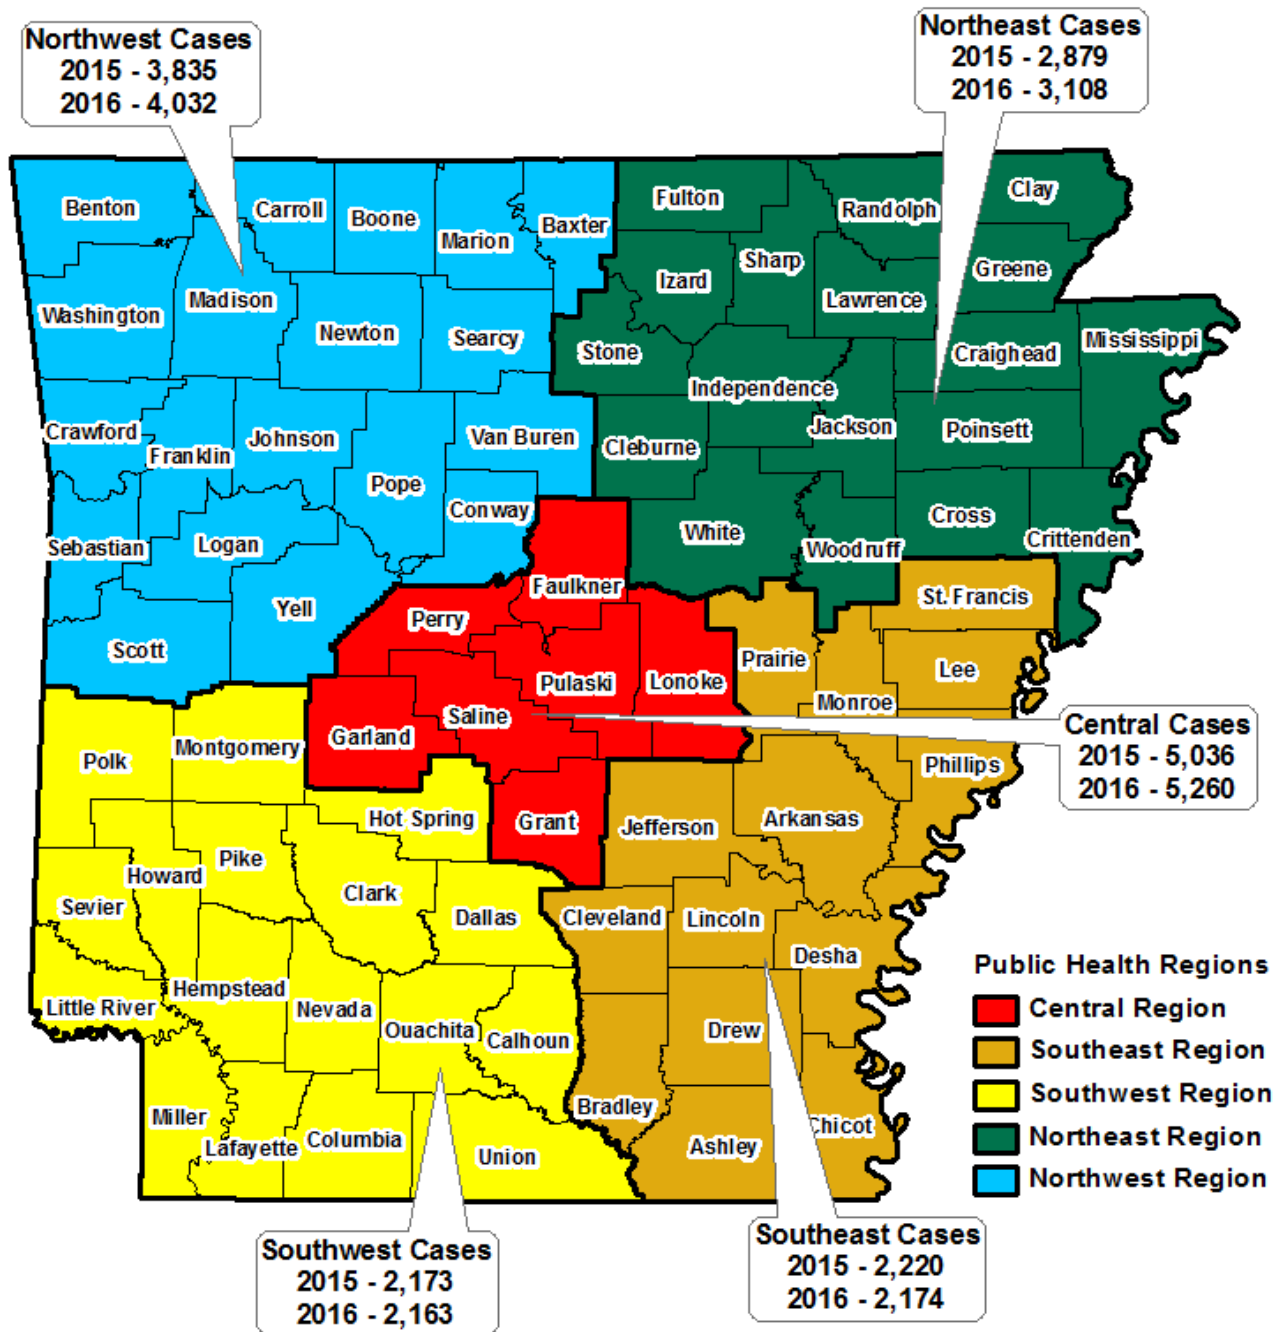 Northwest Cases
2015 - 3,835
2016 - 4,032
Northeast Cases
2015 - 2,879
2016 - 3,108
Benton
Carroll
Boone
Marion
Baxter
Fulton
Randolph
Clay
Washington
Madison
Newton
Searcy
Stone
Izard
Sharp
Lawrence
Greene
Craighead
Mississippi
Crawford
Franklin
Johnson
Pope
Van Buren
Conway
Cleburne
Independence
Jackson
Poinsett
Sebastian
Logan
Yell
Scott
White
Woodruff
Cross
Crittenden
Faulkner
Perry
Pulaski
Lonoke
Saline
Garland
Grant
Prairie
Monroe
St. Francis
Lee
Phillips
Central Cases
2015 - 5,036
2016 - 5,260
Polk
Montgomery
Hot Spring
Pike
Howard
Sevier
Clark
Dallas
Little River
Hempstead
Nevada
Ouachita
Calhoun
Miller
Lafayette
Columbia
Union
Jefferson
Arkansas
Cleveland
Lincoln
Desha
Drew
Bradley
Ashley
Chicot
Public Health Regions
Central Region
Southeast Region
Southwest Region
Northeast Region
Northwest Region
Southwest Cases
2015 - 2,173
2016 - 2,163
Southeast Cases
2015 - 2,220
2016 - 2,174